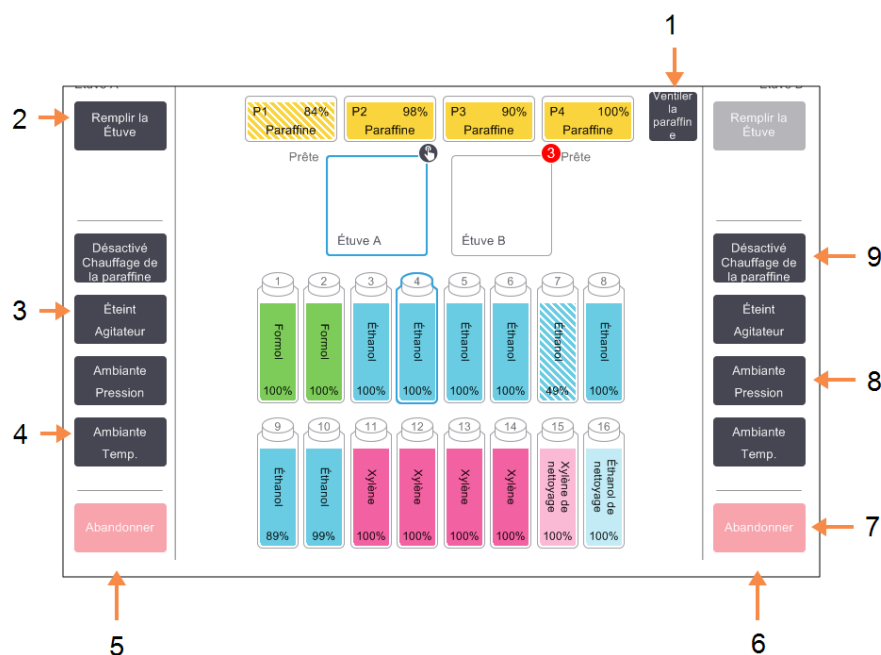 1
Étuve A
Étuve B
2
Remplir la
Étuve
P1 84%
Paraffine
P2 98%
Paraffine
P3 90%
Paraffine
P4 100%
Paraffine
Ventiler
la
paraffin
e
Remplir la
Étuve
Prête
3
Prête
Étuve A
Étuve B
Désactivé
Chauffage de
la paraffine
Désactivé
Chauffage de
la paraffine
9
3
Éteint
Agitateur
1
Formol
100%
2
Formol
100%
3
Éthanol
100%
4
Éthanol
100%
5
Éthanol
100%
6
Éthanol
100%
7
Éthanol
49%
8
Éthanol
100%
Éteint
Agitateur
Ambiante
Pression
Ambiante
Pression
8
4
Ambiante
Temp.
9
Éthanol
89%
10
Éthanol
99%
11
Xylène
100%
12
Xylène
100%
13
Xylène
100%
14
Xylène
100%
15
Xylène de
nettoyage
100%
16
Éthanol de
nettoyage
100%
Ambiante
Temp.
Abandonner
Abandonner
7
5
6